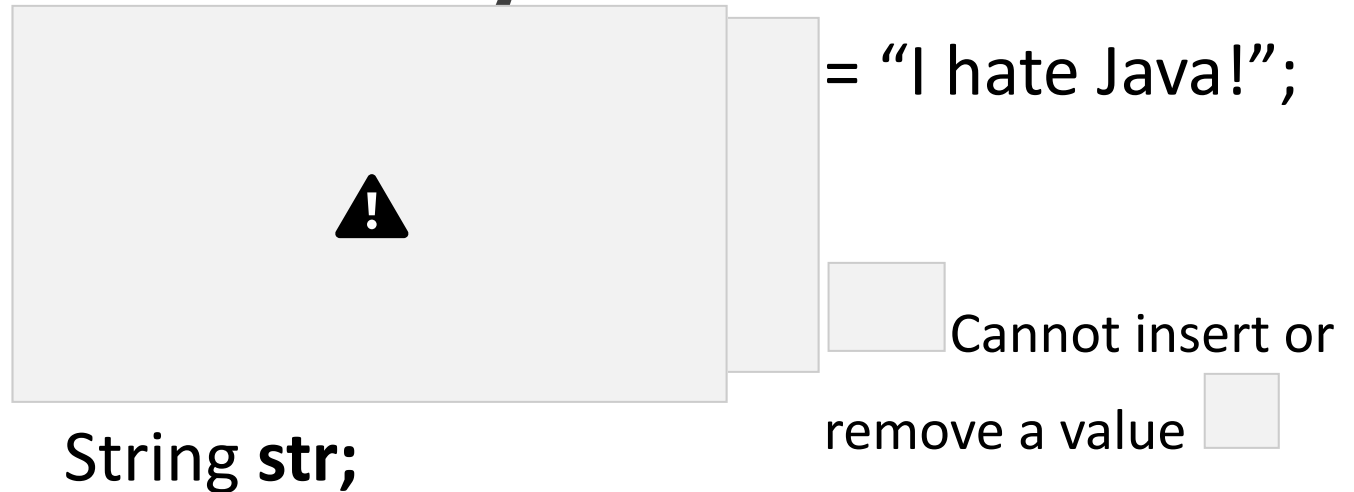 = “I hate Java!”;
Cannot insert or
remove a value
String str;